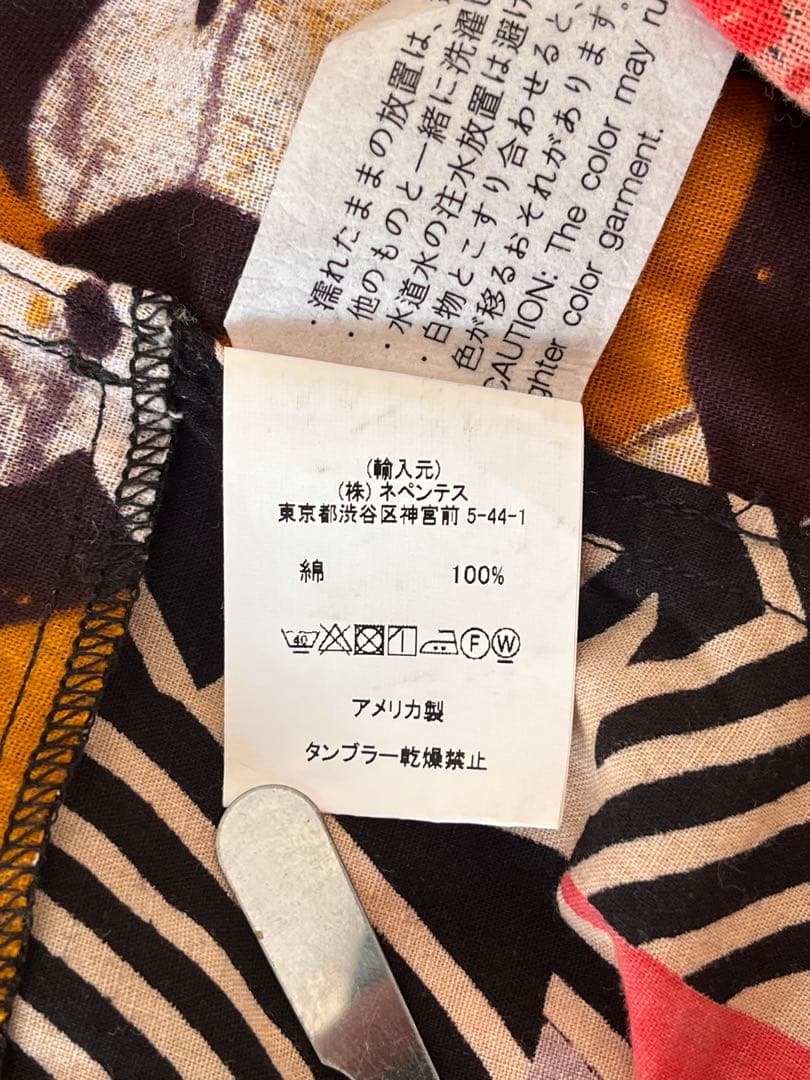 ・濡れたままの放置は、
・他のものと一緒に洗濯
・水道水の注水放置は避け
・白物とこすり合わせると、
色が移るおそれがあります。
CAUTION: The color may ru
ghter color garment.
(輸入元)
(株) ネペンテス
東京都渋谷区神宮前 5-44-1
綿 100%
40 F W
アメリカ製
タンブラー乾燥禁止